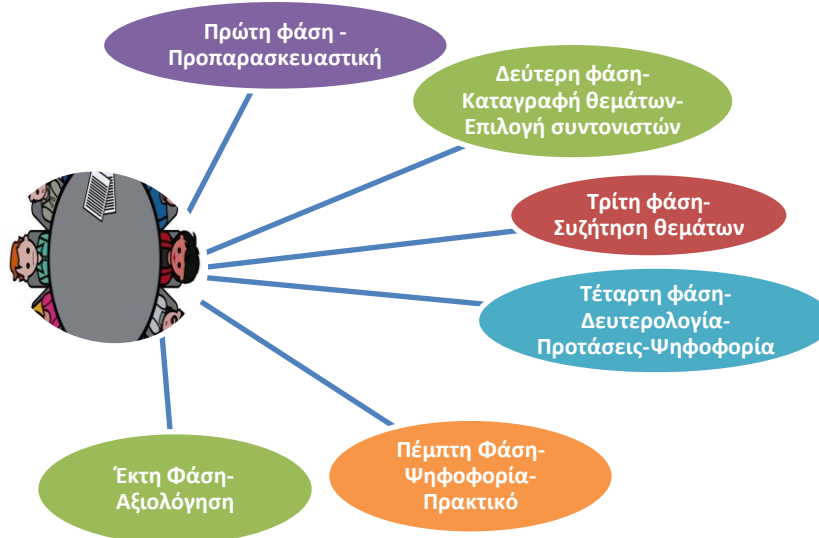 Πρώτη φάση -
Προπαρασκευαστική
Δεύτερη φάση-
Καταγραφή θεμάτων-
Επιλογή συντονιστών
Τρίτη φάση-
Συζήτηση θεμάτων
Τέταρτη φάση-
Δευτερολογία-
Προτάσεις-Ψηφοφορία
Πέμπτη Φάση-
Ψηφοφορία-
Πρακτικό
Έκτη Φάση-
Αξιολόγηση